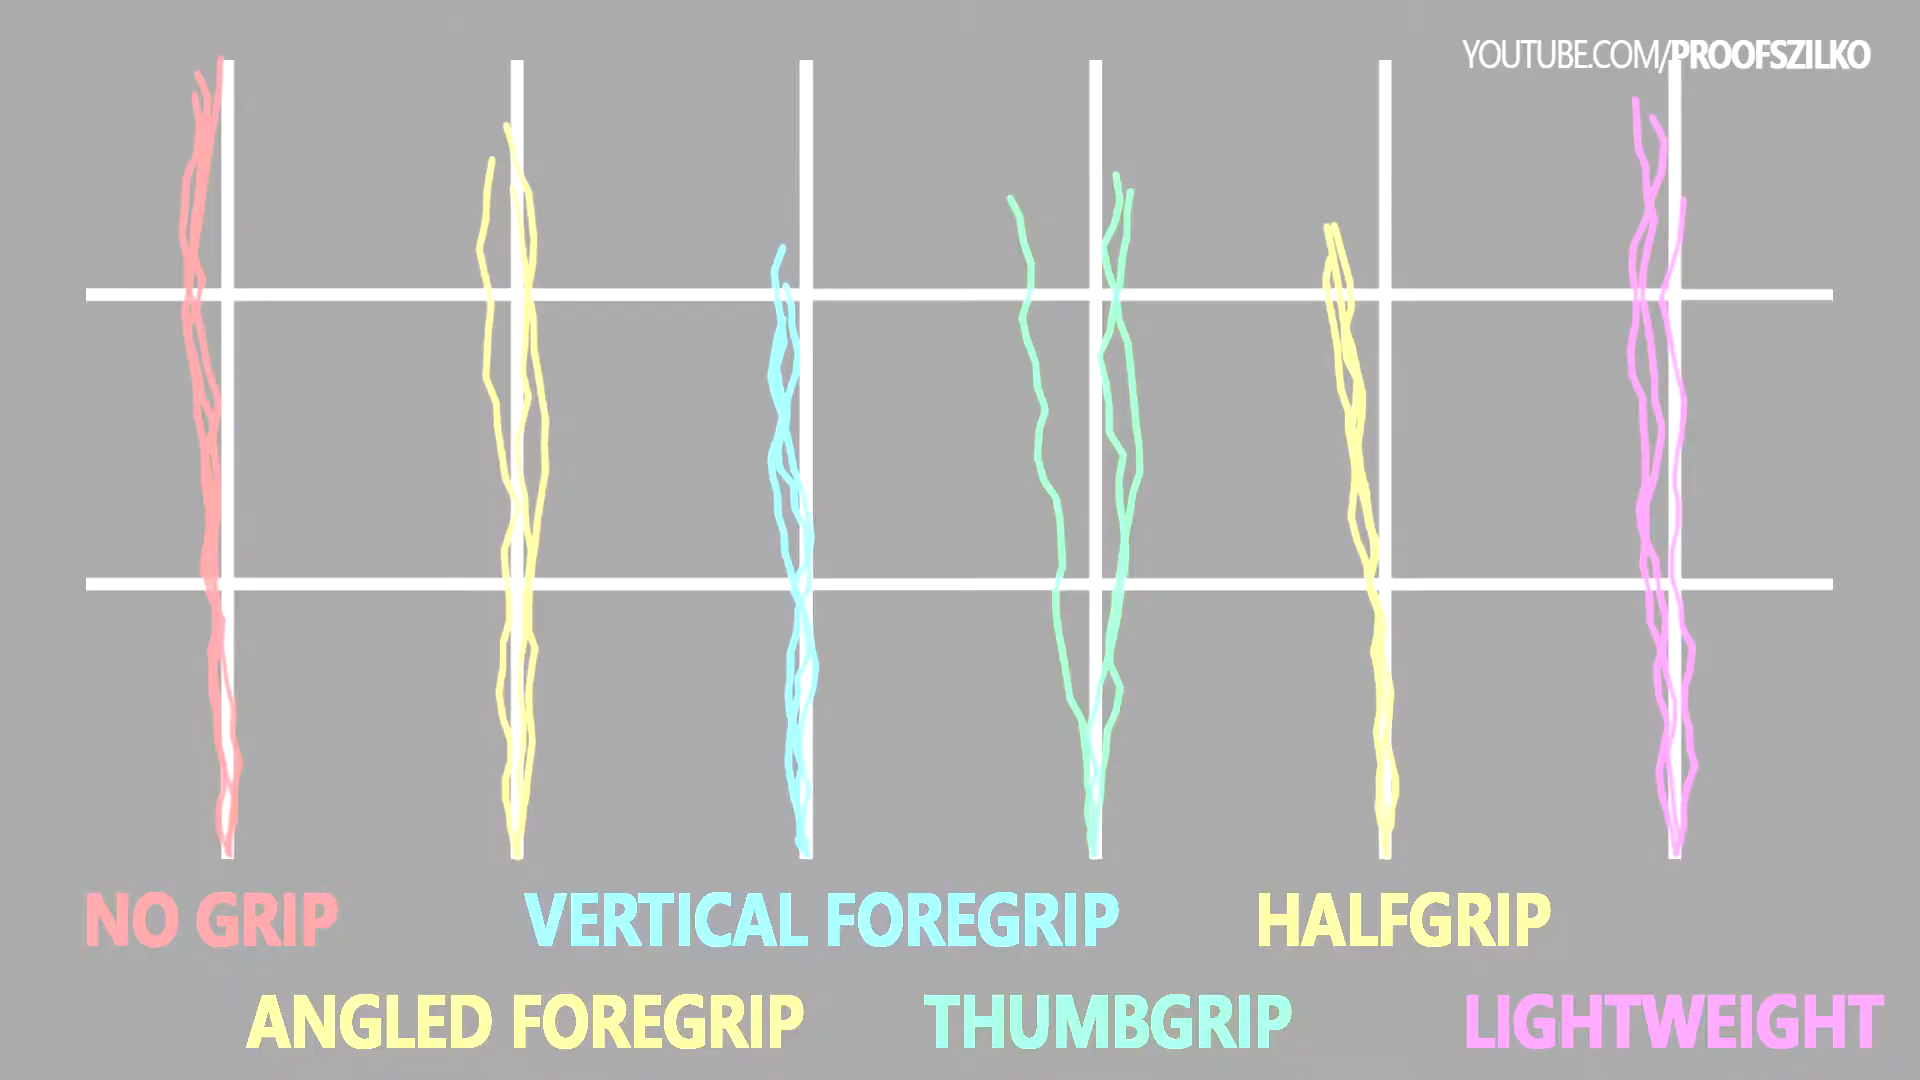 YOUTUBE.COM/PROOFSZILKO
NO GRIP
VERTICAL FOREGRIP
HALFGRIP
ANGLED FOREGRIP
THUMBGRIP
LIGHTWEIGHT